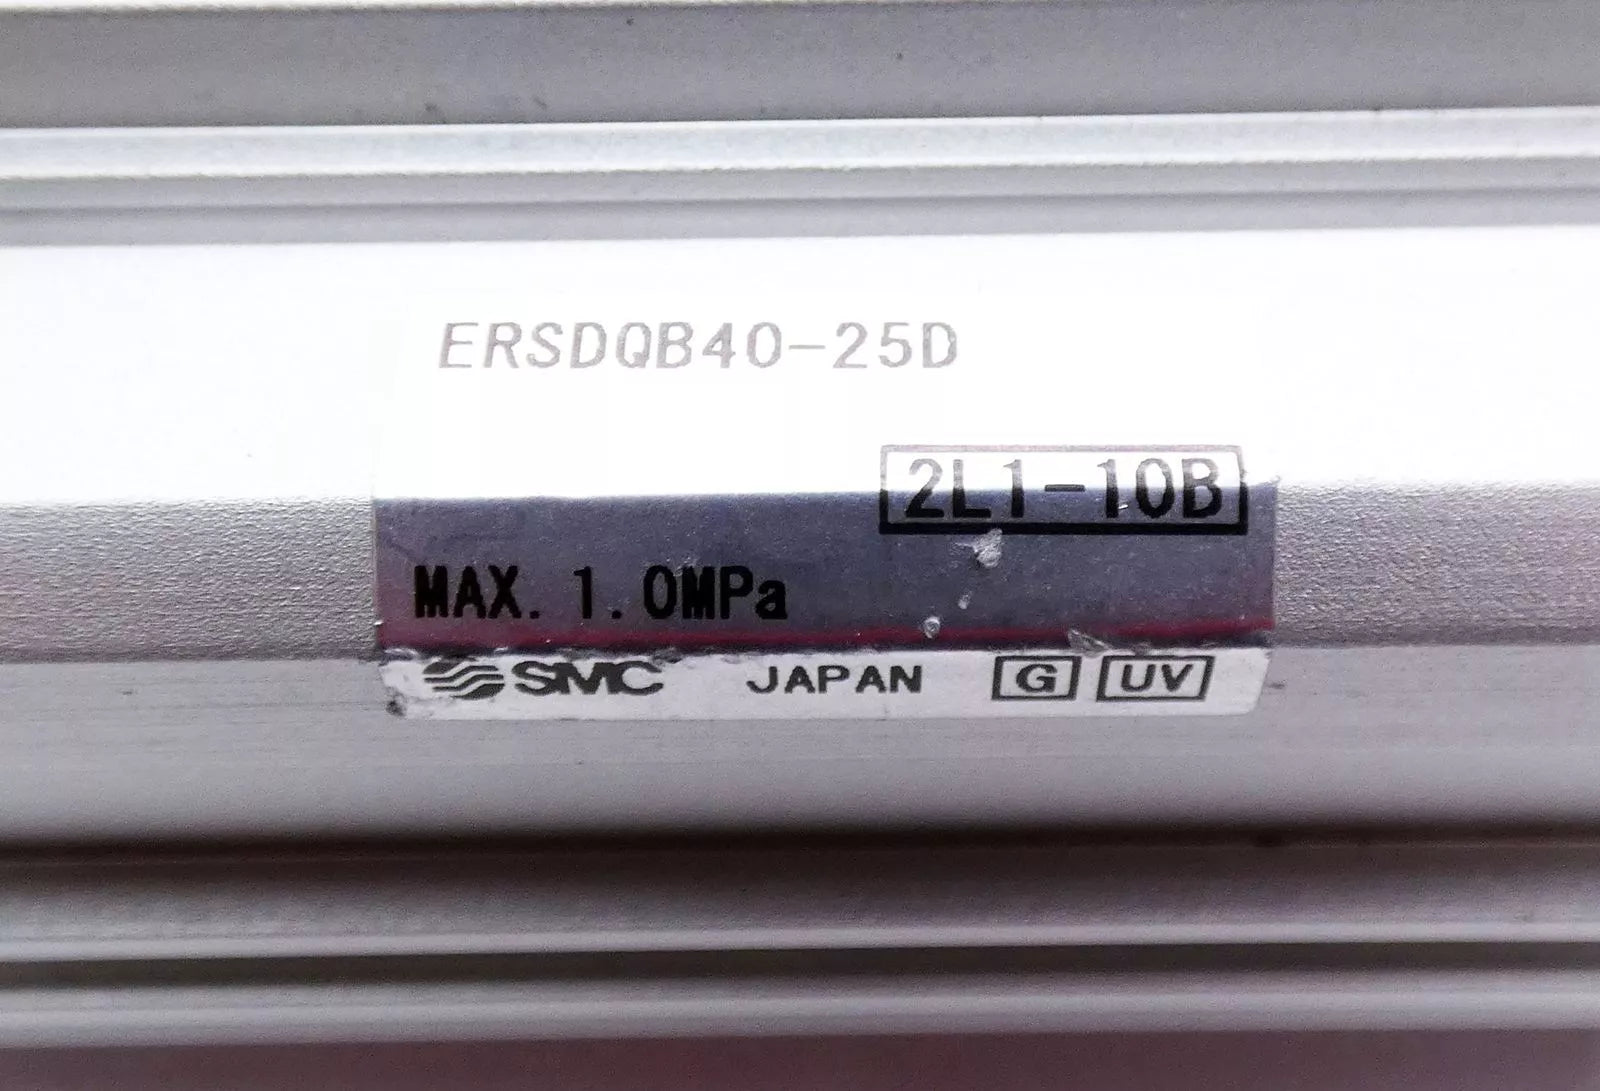 ERSDQB40-25D
2L1-10B
MAX. 1.0MPa
SMC JAPAN G UV